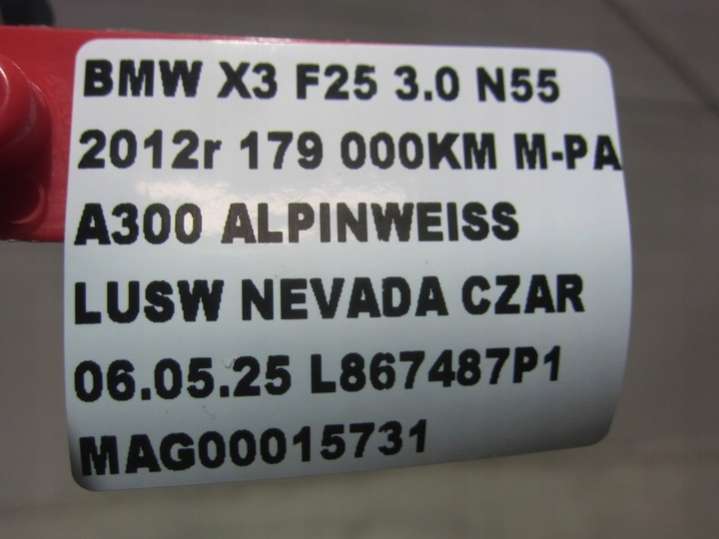 BMW X3 F25 3.0 N55
2012r 179 000KM M-PA
A300 ALPINWEISS
LUSW NEVADA CZAR
06.05.25 L867487P1
MAG00015731